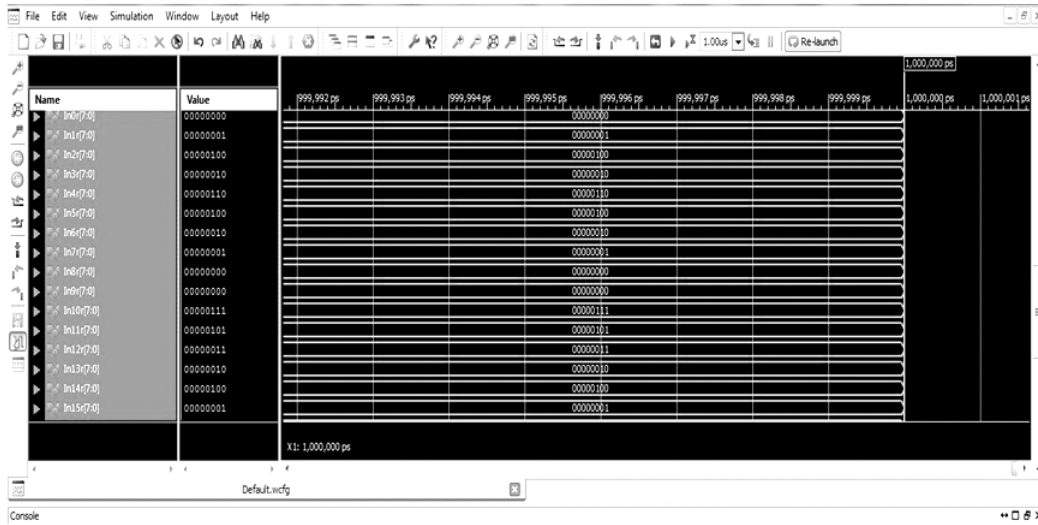 File Edit View Simulation Window Layout Help
1.00us Re-launch
1,000,000 ps
Name Value 999,992 ps 999,993 ps 999,994 ps 999,995 ps 999,996 ps 999,997 ps 999,998 ps 999,999 ps 1,000,000 ps 1,000,001 ps
In0r[7:0] 00000000 00000000
In1r[7:0] 00000001 00000001
In2r[7:0] 00000100 00000100
In3r[7:0] 00000010 00000010
In4r[7:0] 00000110 00000110
In5r[7:0] 00000100 00000100
In6r[7:0] 00000010 00000010
In7r[7:0] 00000001 00000001
In8r[7:0] 00000000 00000000
In9r[7:0] 00000000 00000000
In10r[7:0] 00000111 00000111
In11r[7:0] 00000101 00000101
In12r[7:0] 00000011 00000011
In13r[7:0] 00000010 00000010
In14r[7:0] 00000100 00000100
In15r[7:0] 00000001 00000001
X1: 1,000,000 ps
Default.wcfg
Console